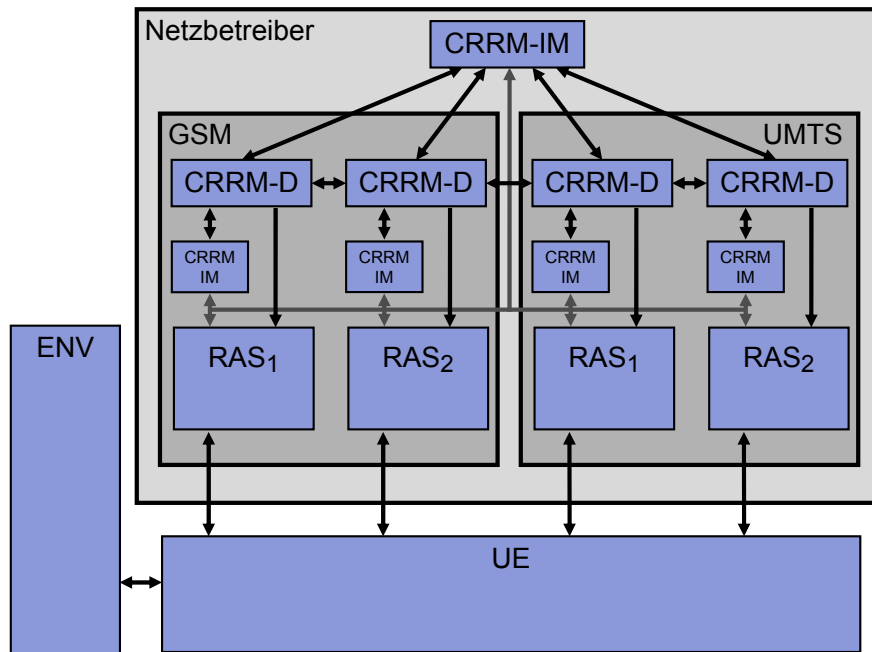 Netzbetreiber
CRRM-IM
GSM
UMTS
CRRM-D
CRRM-D
CRRM-D
CRRM-D
CRRM
IM
CRRM
IM
CRRM
IM
CRRM
IM
ENV
RAS1
RAS2
RAS1
RAS2
UE